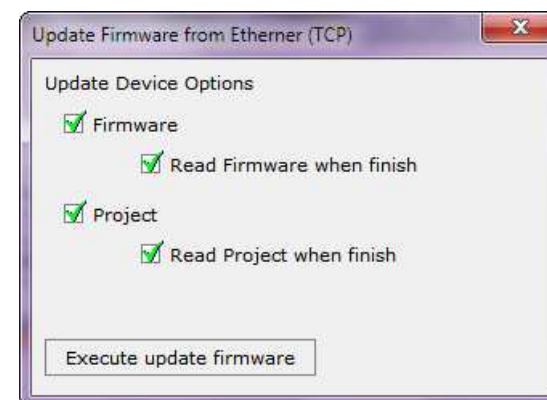 Update Firmware from Etherner (TCP)
Update Device Options
Firmware
Read Firmware when finish
Project
Read Project when finish
Execute update firmware